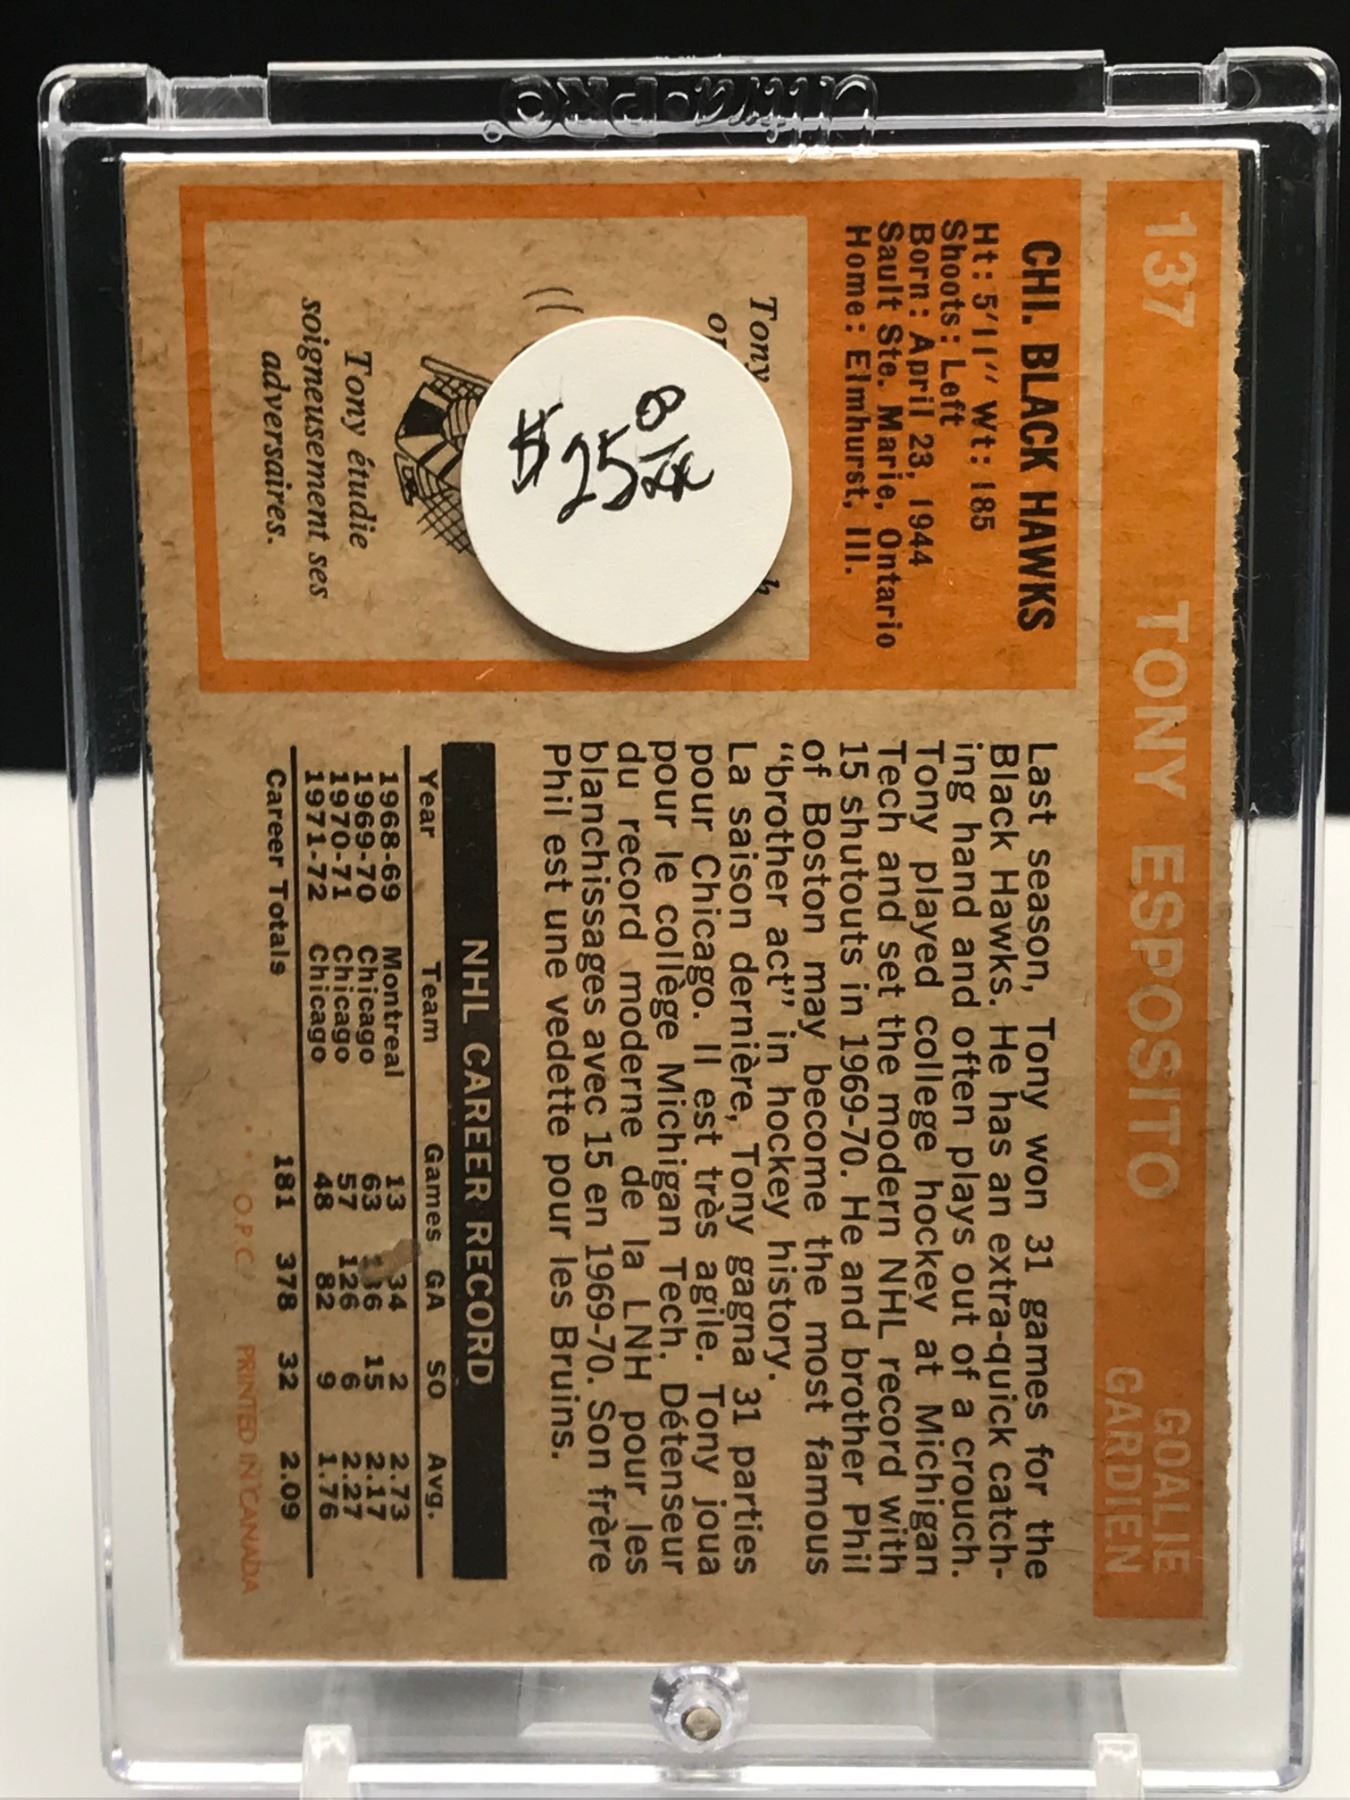 Ultra PRO
137 TONY ESPOSITO GOALIE
GARDIEN
CHI. BLACK HAWKS
Ht: 5'11" Wt: 185
Shoots: Left
Born: April 23, 1944
Sault Ste. Marie, Ontario
Home: Elmhurst, Ill.
Tony
$25
Tony étudie
soigneusement ses
adversaires.
Last season, Tony won 31 games for the
Black Hawks. He has an extra-quick catch-
ing hand and often plays out of a crouch.
Tony played college hockey at Michigan
Tech and set the modern NHL record with
15 shutouts in 1969-70. He and brother Phil
of Boston may become the most famous
"brother act" in hockey history.
La saison dernière, Tony gagna 31 parties
pour Chicago. Il est très agile. Tony joua
pour le collège Michigan Tech. Détenseur
du record moderne de la LNH pour les
blanchissages avec 15 en 1969-70. Son frère
Phil est une vedette pour les Bruins.
NHL CAREER RECORD
Year Team Games GA SO Avg.
1968-69 Montreal 13 34 2 2.73
1969-70 Chicago 63 15 2.17
1970-71 Chicago 57 126 6 2.27
1971-72 Chicago 48 82 9 1.76
Career Totals 181 378 32 2.09
O.P.C. PRINTED IN CANADA